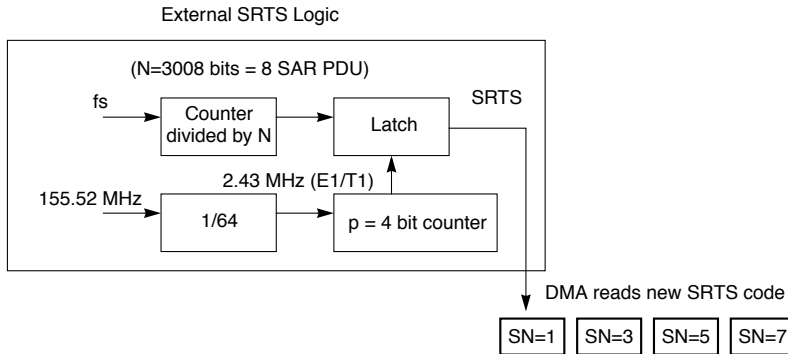 External SRTS Logic
(N=3008 bits = 8 SAR PDU)
fs
Counter
divided by N
Latch
SRTS
155.52 MHz
1/64
2.43 MHz (E1/T1)
p = 4 bit counter
DMA reads new SRTS code
SN=1 SN=3 SN=5 SN=7